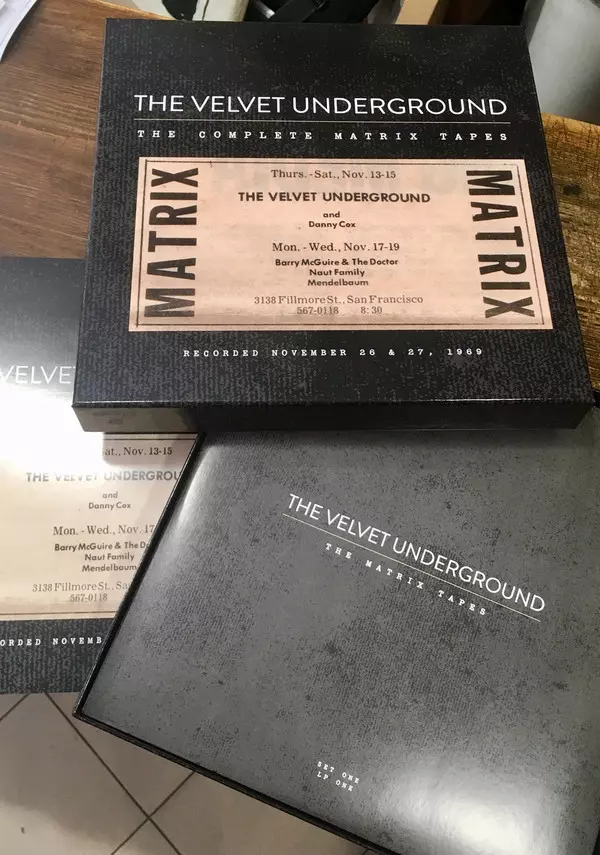 THE VELVET UNDERGROUND
THE COMPLETE MATRIX TAPES
MATRIX
Thurs.-Sat., Nov. 13-15
THE VELVET UNDERGROUND
and
Danny Cox
Mon. - Wed., Nov. 17-19
Barry McGuire & The Doctor
Naut Family
Mendelbaum
3138 Fillmore St., San Francisco
567-0118 8:30
MATRIX
RECORDED NOVEMBER 26 & 27, 1969
VELVE
at., Nov. 13-15
THE VELVET UNDERGROU
and
Danny Cox
Mon. - Wed., Nov. 17
Barry McGuire & The Do
Naut Family
Mendelbaum
3138 Fillmore St., Sa
567-0118
ORDED NOVEMB
THE VELVET UNDERGROUND
THE MATRIX TAPES
SET ONE
LP ONE